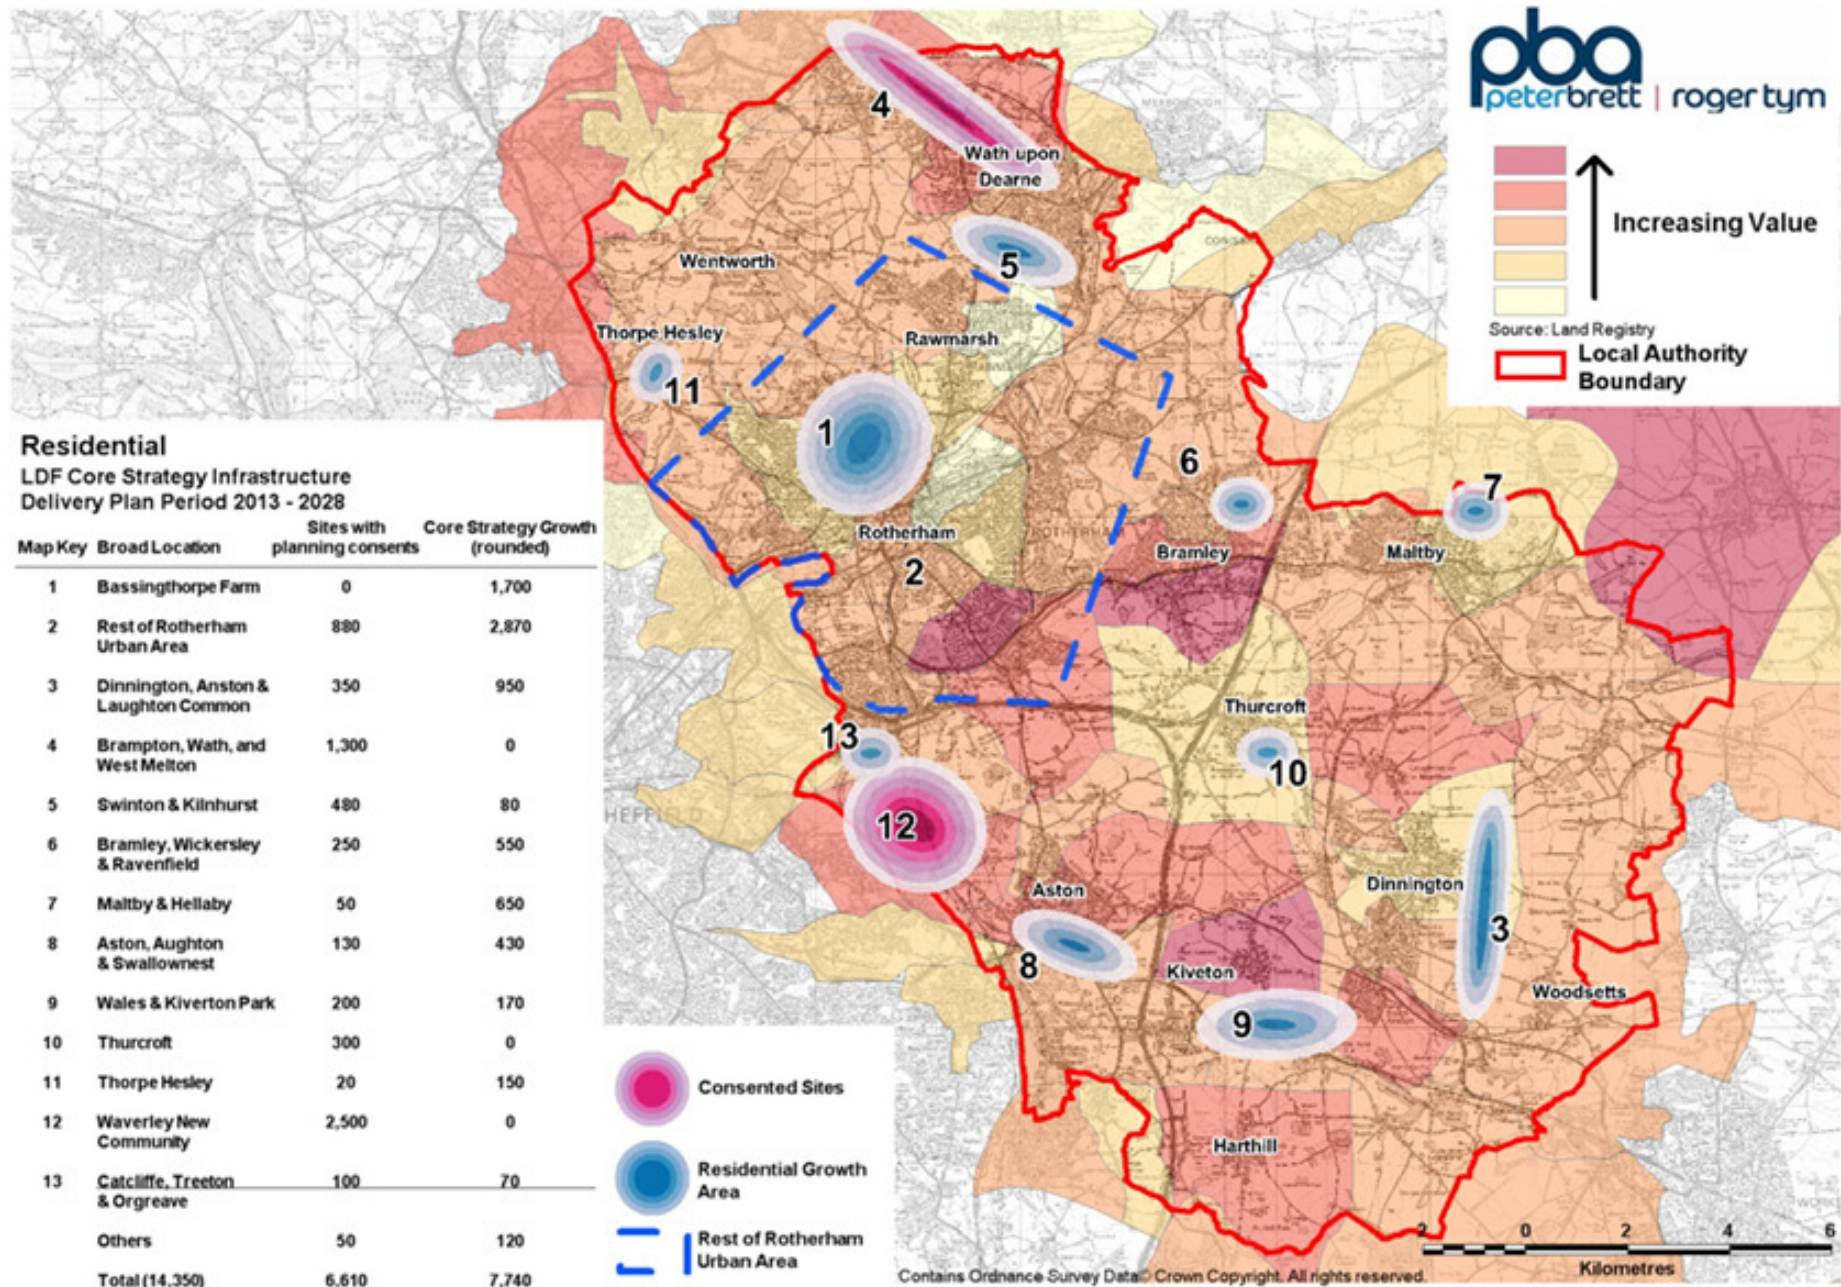 pba
peterbrett | roger tym
Increasing Value
Source: Land Registry
Local Authority
Boundary
Residential
LDF Core Strategy Infrastructure
Delivery Plan Period 2013 - 2028
Map Key Broad Location Sites with planning consents Core Strategy Growth (rounded)
1 Bassingthorpe Farm 0 1,700
2 Rest of Rotherham Urban Area 880 2,870
3 Dinnington, Anston & Laughton Common 350 950
4 Brampton, Wath, and West Melton 1,300 0
5 Swinton & Kilnhurst 480 80
6 Bramley, Wickersley & Ravenfield 250 550
7 Maltby & Hellaby 50 650
8 Aston, Aughton & Swallownest 130 430
9 Wales & Kiverton Park 200 170
10 Thurcroft 300 0
11 Thorpe Hesley 20 150
12 Waverley New Community 2,500 0
13 Catcliffe, Treeton & Orgreave 100 70
Others 50 120
Total (14,350) 6,610 7,740
Consented Sites
Residential Growth
Area
Rest of Rotherham
Urban Area
4
Wath upon
Dearne
5
Wentworth
Thorpe Hesley
11
Rawmarsh
1
6
7
Rotherham
2
Bramley
Maltby
Thurcroft
13
10
12
Aston
Dinnington
3
8
Kiveton
Woodsetts
9
Harthill
2 0 2 4 6
Kilometres
Contains Ordnance Survey Data © Crown Copyright. All rights reserved.